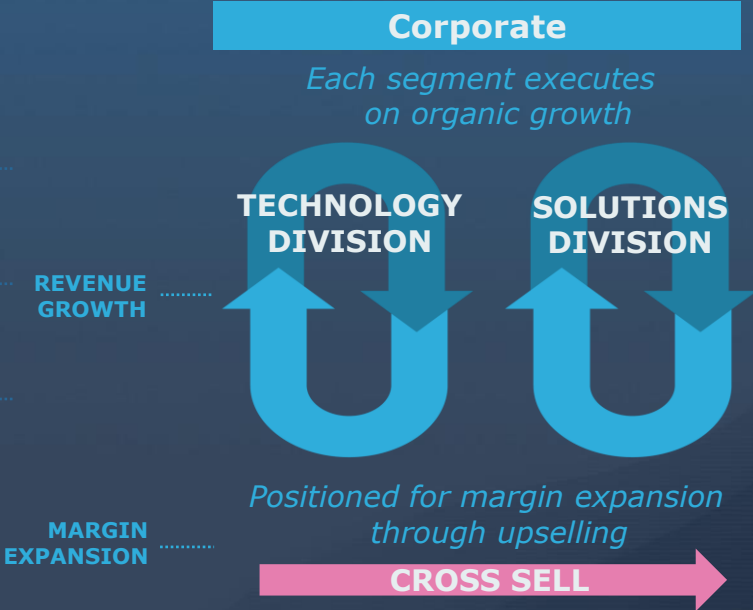 Corporate
Each segment executes
on organic growth
TECHNOLOGY
DIVISION
SOLUTIONS
DIVISION
REVENUE
GROWTH
Positioned for margin expansion
through upselling
MARGIN
EXPANSION
CROSS SELL